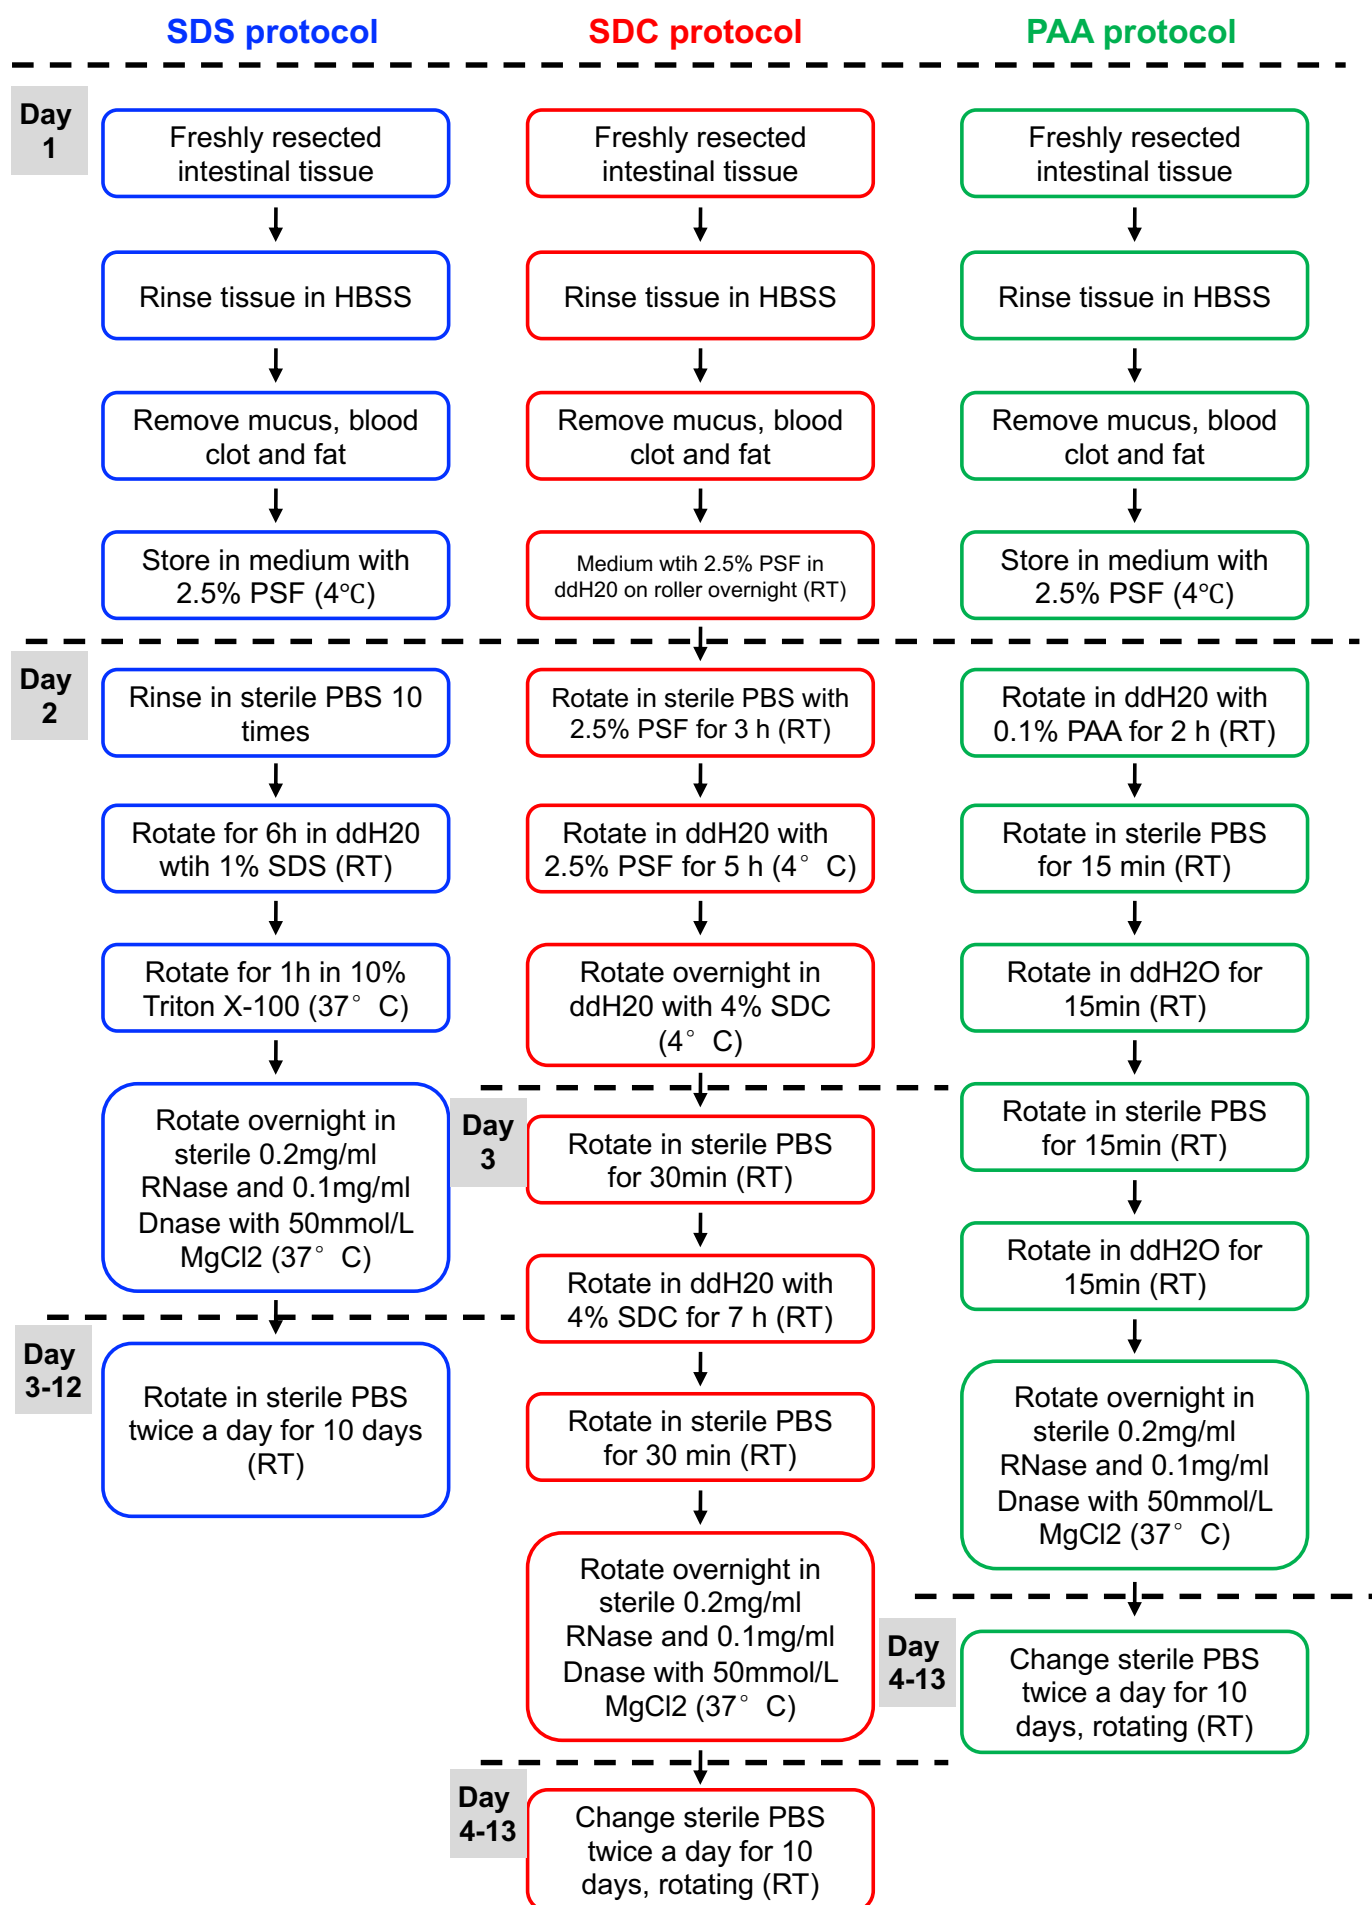 SDS protocol
SDC protocol
PAA protocol
Day
1
Freshly resected
intestinal tissue
Rinse tissue in HBSS
Remove mucus, blood
clot and fat
Store in medium with
2.5% PSF (4℃)
Freshly resected
intestinal tissue
Rinse tissue in HBSS
Remove mucus, blood
clot and fat
Medium wtih 2.5% PSF in
ddH20 on roller overnight (RT)
Freshly resected
intestinal tissue
Rinse tissue in HBSS
Remove mucus, blood
clot and fat
Store in medium with
2.5% PSF (4℃)
Day
2
Rinse in sterile PBS 10
times
Rotate for 6h in ddH20
wtih 1% SDS (RT)
Rotate for 1h in 10%
Triton X-100 (37° C)
Rotate overnight in
sterile 0.2mg/ml
RNase and 0.1mg/ml
Dnase with 50mmol/L
MgCl2 (37° C)
Day
3-12
Rotate in sterile PBS
twice a day for 10 days
(RT)
Rotate in sterile PBS with
2.5% PSF for 3 h (RT)
Rotate in ddH20 with
2.5% PSF for 5 h (4° C)
Rotate overnight in
ddH20 with 4% SDC
(4° C)
Day
3
Rotate in sterile PBS
for 30min (RT)
Rotate in ddH20 with
4% SDC for 7 h (RT)
Rotate in sterile PBS
for 30 min (RT)
Rotate overnight in
sterile 0.2mg/ml
RNase and 0.1mg/ml
Dnase with 50mmol/L
MgCl2 (37° C)
Day
4-13
Change sterile PBS
twice a day for 10
days, rotating (RT)
Rotate in ddH20 with
0.1% PAA for 2 h (RT)
Rotate in sterile PBS
for 15 min (RT)
Rotate in ddH2O for
15min (RT)
Rotate in sterile PBS
for 15min (RT)
Rotate in ddH2O for
15min (RT)
Rotate overnight in
sterile 0.2mg/ml
RNase and 0.1mg/ml
Dnase with 50mmol/L
MgCl2 (37° C)
Day
4-13
Change sterile PBS
twice a day for 10
days, rotating (RT)